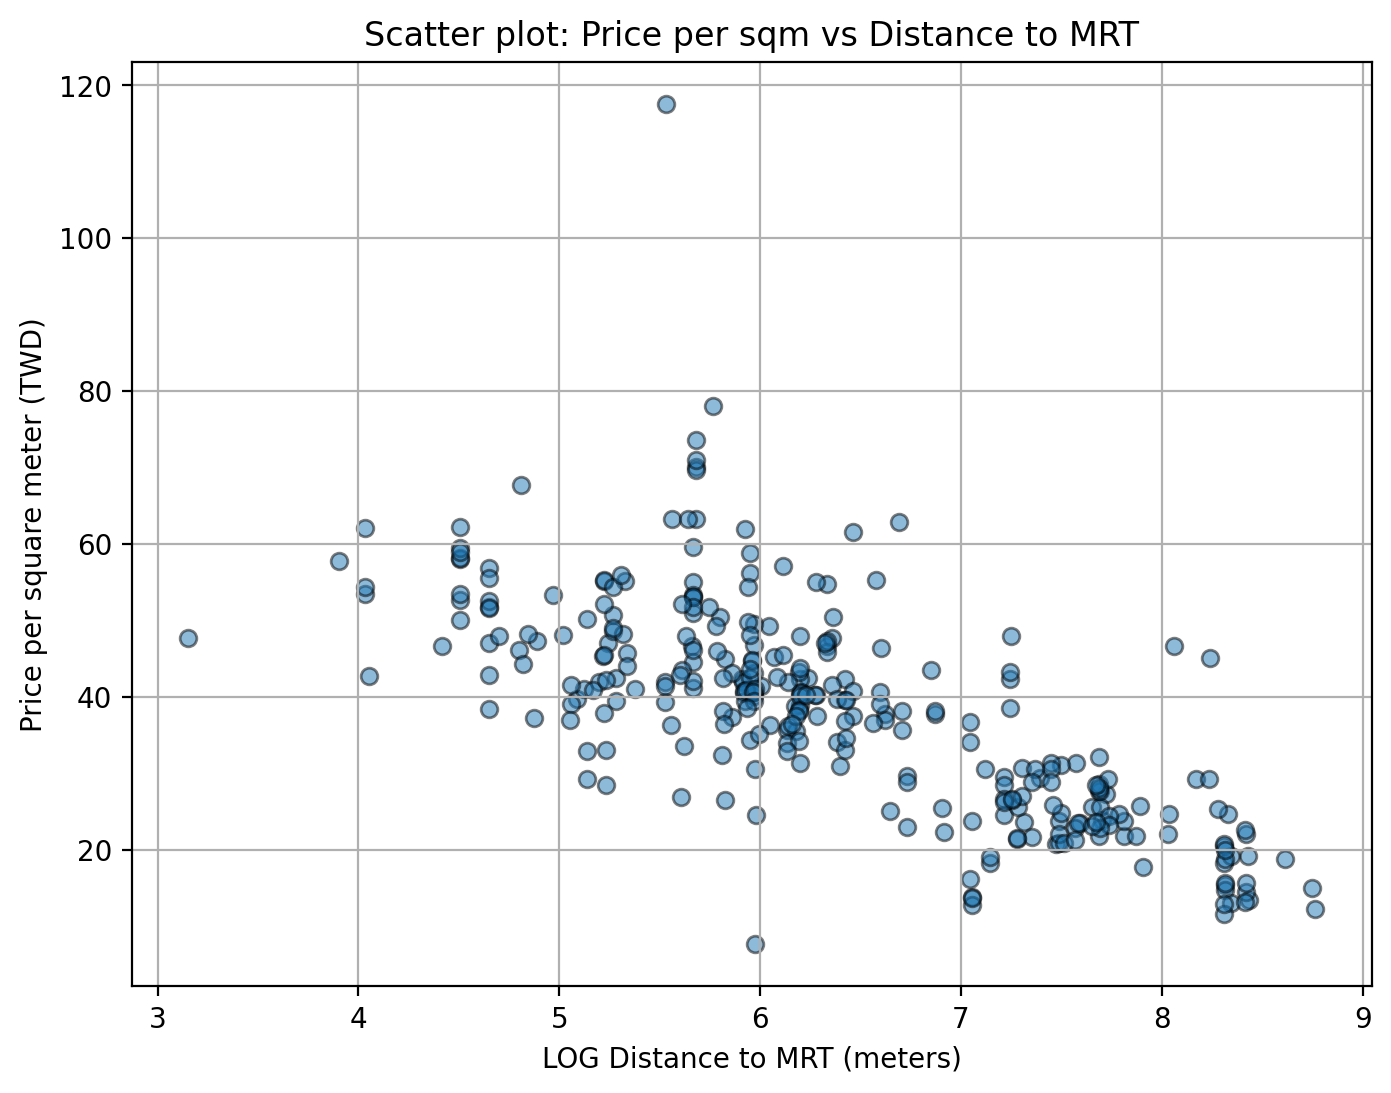 Scatter plot: Price per sqm vs Distance to MRT
120
100
80
60
40
20
Price per square meter (TWD)
3 4 5 6 7 8 9
LOG Distance to MRT (meters)